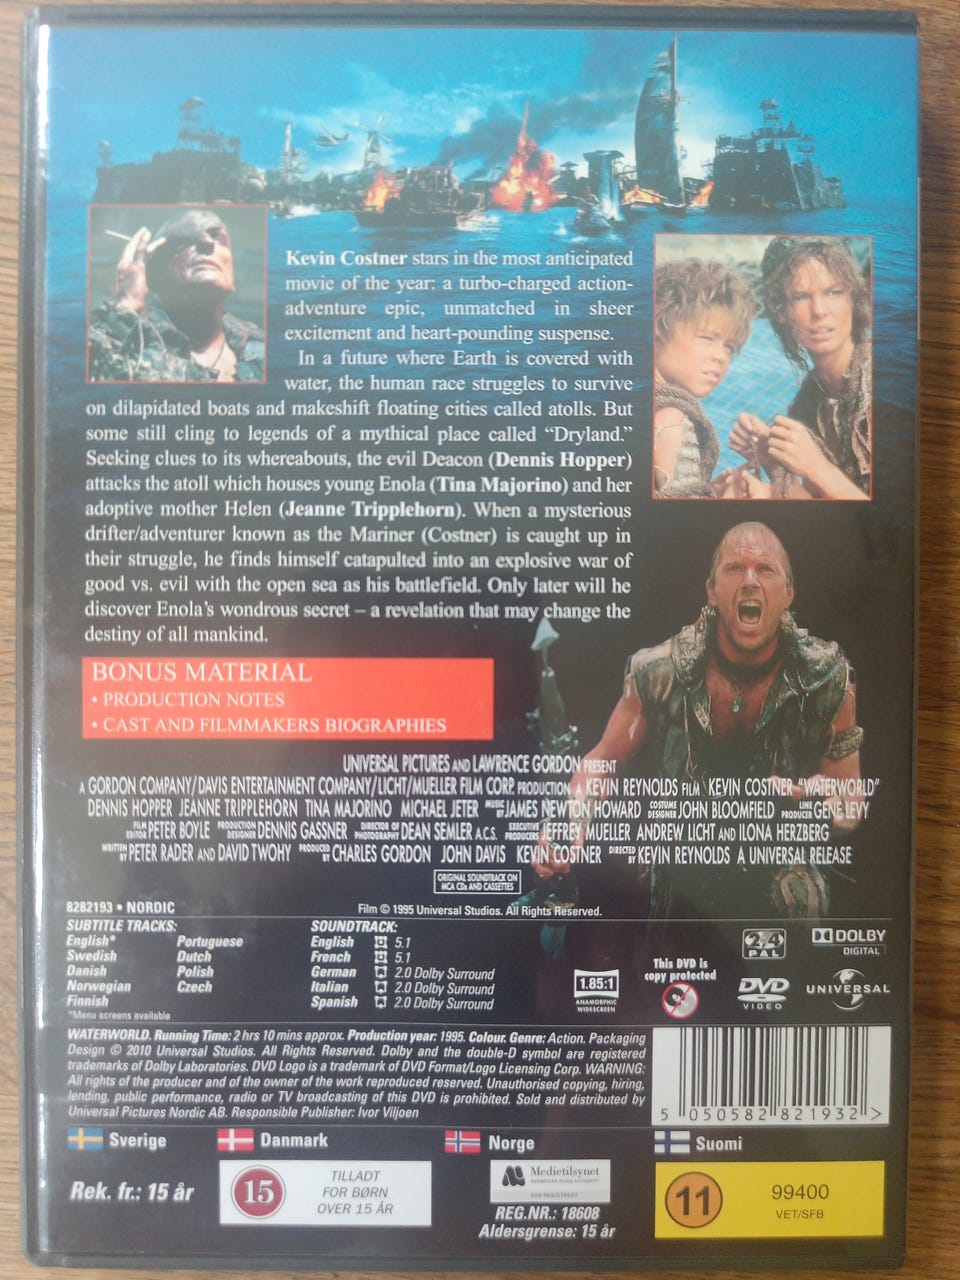 Kevin Costner stars in the most anticipated
movie of the year: a turbo-charged action-
adventure epic, unmatched in sheer
excitement and heart-pounding suspense.
In a future where Earth is covered with
water, the human race struggles to survive
on dilapidated boats and makeshift floating cities called atolls. But
some still cling to legends of a mythical place called “Dryland.”
Seeking clues to its whereabouts, the evil Deacon (Dennis Hopper)
attacks the atoll which houses young Enola (Tina Majorino) and her
adoptive mother Helen (Jeanne Tripplehorn). When a mysterious
drifter/adventurer known as the Mariner (Costner) is caught up in
their struggle, he finds himself catapulted into an explosive war of
good vs. evil with the open sea as his battlefield. Only later will he
discover Enola’s wondrous secret – a revelation that may change the
destiny of all mankind.
BONUS MATERIAL
• PRODUCTION NOTES
• CAST AND FILMMAKERS BIOGRAPHIES
UNIVERSAL PICTURES AND LAWRENCE GORDON PRESENT
A GORDON COMPANY/DAVIS ENTERTAINMENT COMPANY/LICHT/MUELLER FILM CORP. PRODUCTION A KEVIN REYNOLDS FILM KEVIN COSTNER “WATERWORLD”
DENNIS HOPPER JEANNE TRIPPLEHORN TINA MAJORINO MICHAEL JETER MUSIC BY JAMES NEWTON HOWARD COSTUME DESIGNER JOHN BLOOMFIELD LINE PRODUCER GENE LEVY
FILM EDITOR PETER BOYLE PRODUCTION DESIGNER DENNIS GASSNER DIRECTOR OF PHOTOGRAPHY DEAN SEMLER A.C.S. EXECUTIVE PRODUCERS JEFFREY MUELLER ANDREW LICHT AND ILONA HERZBERG
WRITTEN BY PETER RADER AND DAVID TWOHY PRODUCED BY CHARLES GORDON JOHN DAVIS KEVIN COSTNER DIRECTED BY KEVIN REYNOLDS A UNIVERSAL RELEASE
ORIGINAL SOUNDTRACK ON
MCA CDs AND CASSETTES
8282193 • NORDIC
Film © 1995 Universal Studios. All Rights Reserved.
SUBTITLE TRACKS:
English* Portuguese
Swedish Dutch
Danish Polish
Norwegian Czech
Finnish
*Menu screens available
SOUNDTRACK:
English 5.1
French 5.1
German 2.0 Dolby Surround
Italian 2.0 Dolby Surround
Spanish 2.0 Dolby Surround
1.85:1
ANAMORPHIC
WIDESCREEN
This DVD is
copy protected
2 4
PAL
DVD
VIDEO
DOLBY
DIGITAL
UNIVERSAL
WATERWORLD. Running Time: 2 hrs 10 mins approx. Production year: 1995. Colour. Genre: Action. Packaging
Design © 2010 Universal Studios. All Rights Reserved. Dolby and the double-D symbol are registered
trademarks of Dolby Laboratories. DVD Logo is a trademark of DVD Format/Logo Licensing Corp. WARNING:
All rights of the producer and of the owner of the work reproduced reserved. Unauthorised copying, hiring,
lending, public performance, radio or TV broadcasting of this DVD is prohibited. Sold and distributed by
Universal Pictures Nordic AB. Responsible Publisher: Ivor Viljoen
5 050582 821932 >
Sverige
Rek. fr.: 15 år
Danmark
15
TILLADT
FOR BØRN
OVER 15 ÅR
Norge
Medietilsynet
NORWEGIAN MEDIA AUTHORITY
KUN REGISTRERT
REG.NR.: 18608
Aldersgrense: 15 år
Suomi
11
99400
VET/SFB